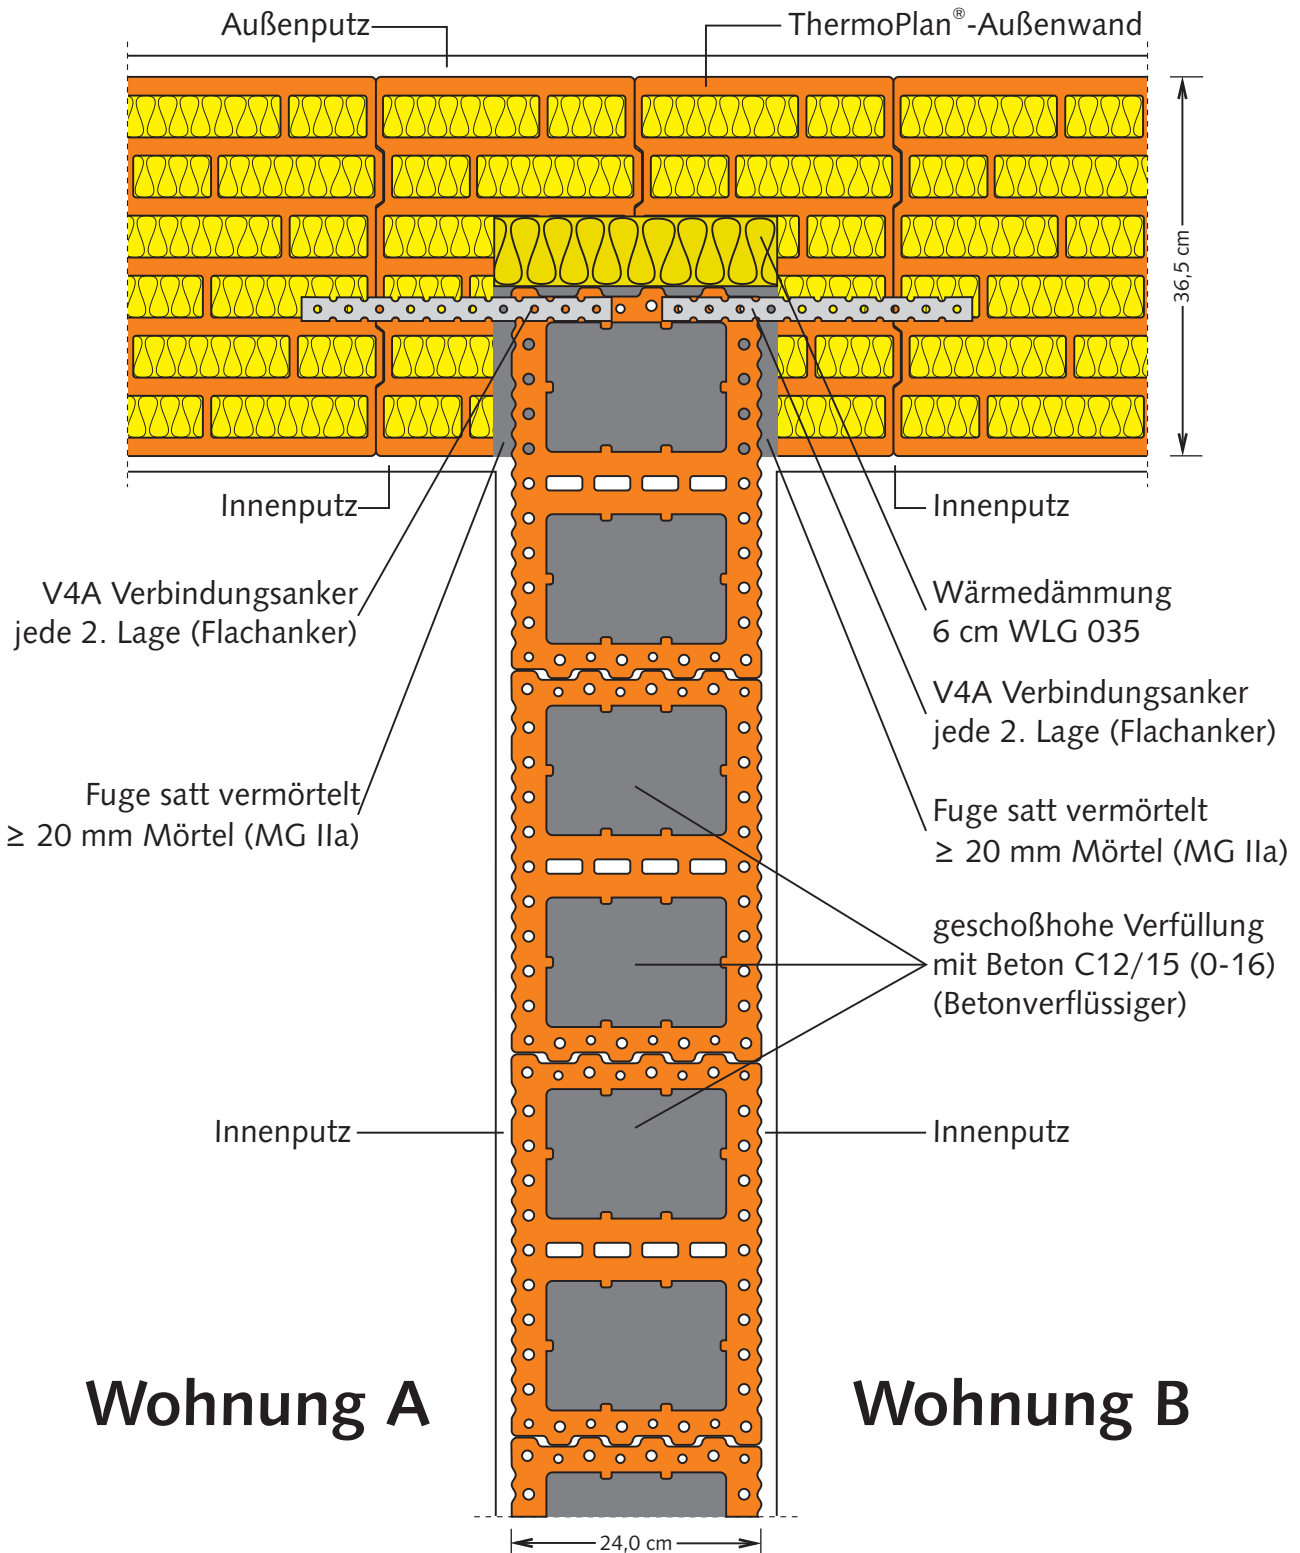 Außenputz
ThermoPlan®-Außenwand
36,5 cm
Innenputz
Innenputz
V4A Verbindungsanker
jede 2. Lage (Flachanker)
Wärmedämmung
6 cm WLG 035
V4A Verbindungsanker
jede 2. Lage (Flachanker)
Fuge satt vermörtelt
≥ 20 mm Mörtel (MG IIa)
Fuge satt vermörtelt
≥ 20 mm Mörtel (MG IIa)
geschoßhohe Verfüllung
mit Beton C12/15 (0-16)
(Betonverflüssiger)
Innenputz
Innenputz
Wohnung A
Wohnung B
24,0 cm